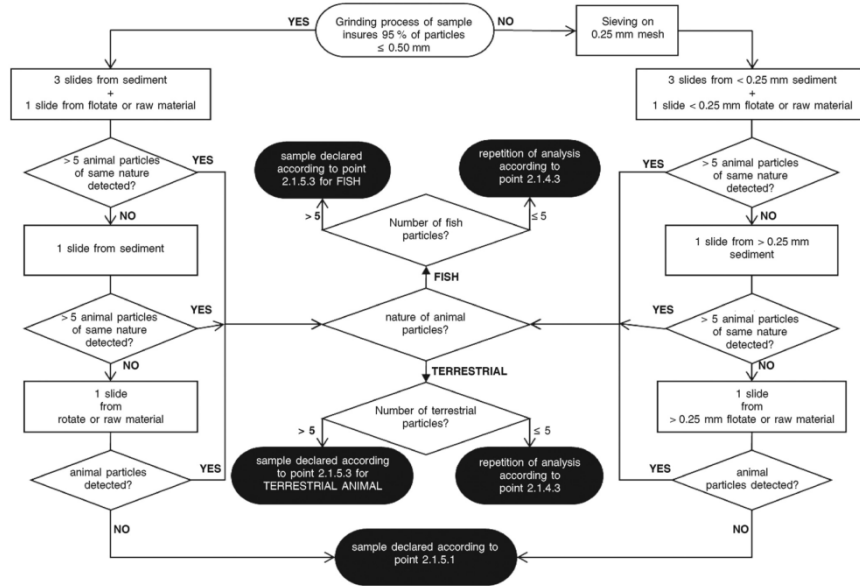 Grinding process of sample
insures 95 % of particles
≤ 0.50 mm
YES
NO
Sieving on
0.25 mm mesh
3 slides from sediment
+
1 slide from flotate or raw material
3 slides from < 0.25 mm sediment
+
1 slide < 0.25 mm flotate or raw material
> 5 animal particles
of same nature
detected?
YES
NO
sample declared
according to point
2.1.5.3 for FISH
repetition of analysis
according to
point 2.1.4.3
> 5 animal particles
of same nature
detected?
YES
NO
> 5
Number of fish
particles?
≤ 5
1 slide from sediment
1 slide from > 0.25 mm
sediment
FISH
> 5 animal particles
of same nature
detected?
YES
NO
nature of animal
particles?
YES
> 5 animal particles
of same nature
detected?
NO
TERRESTRIAL
1 slide
from
rotate or raw material
Number of terrestrial
particles?
> 5
≤ 5
1 slide
from
> 0.25 mm flotate or raw material
animal particles
detected?
YES
NO
sample declared according
to point 2.1.5.3 for
TERRESTRIAL ANIMAL
repetition of analysis
according to
point 2.1.4.3
YES
animal
particles detected?
NO
sample declared according to
point 2.1.5.1